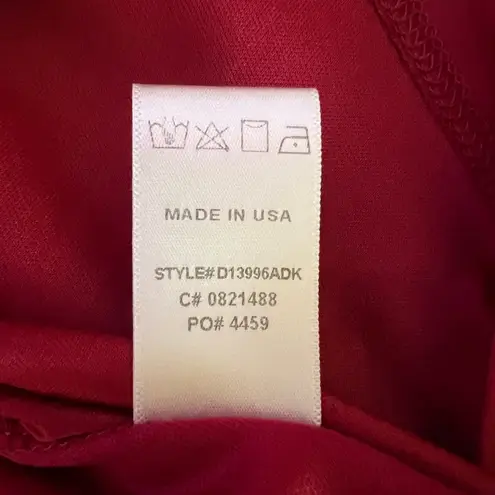 MADE IN USA
STYLE# D13996ADK
C# 0821488
PO# 4459